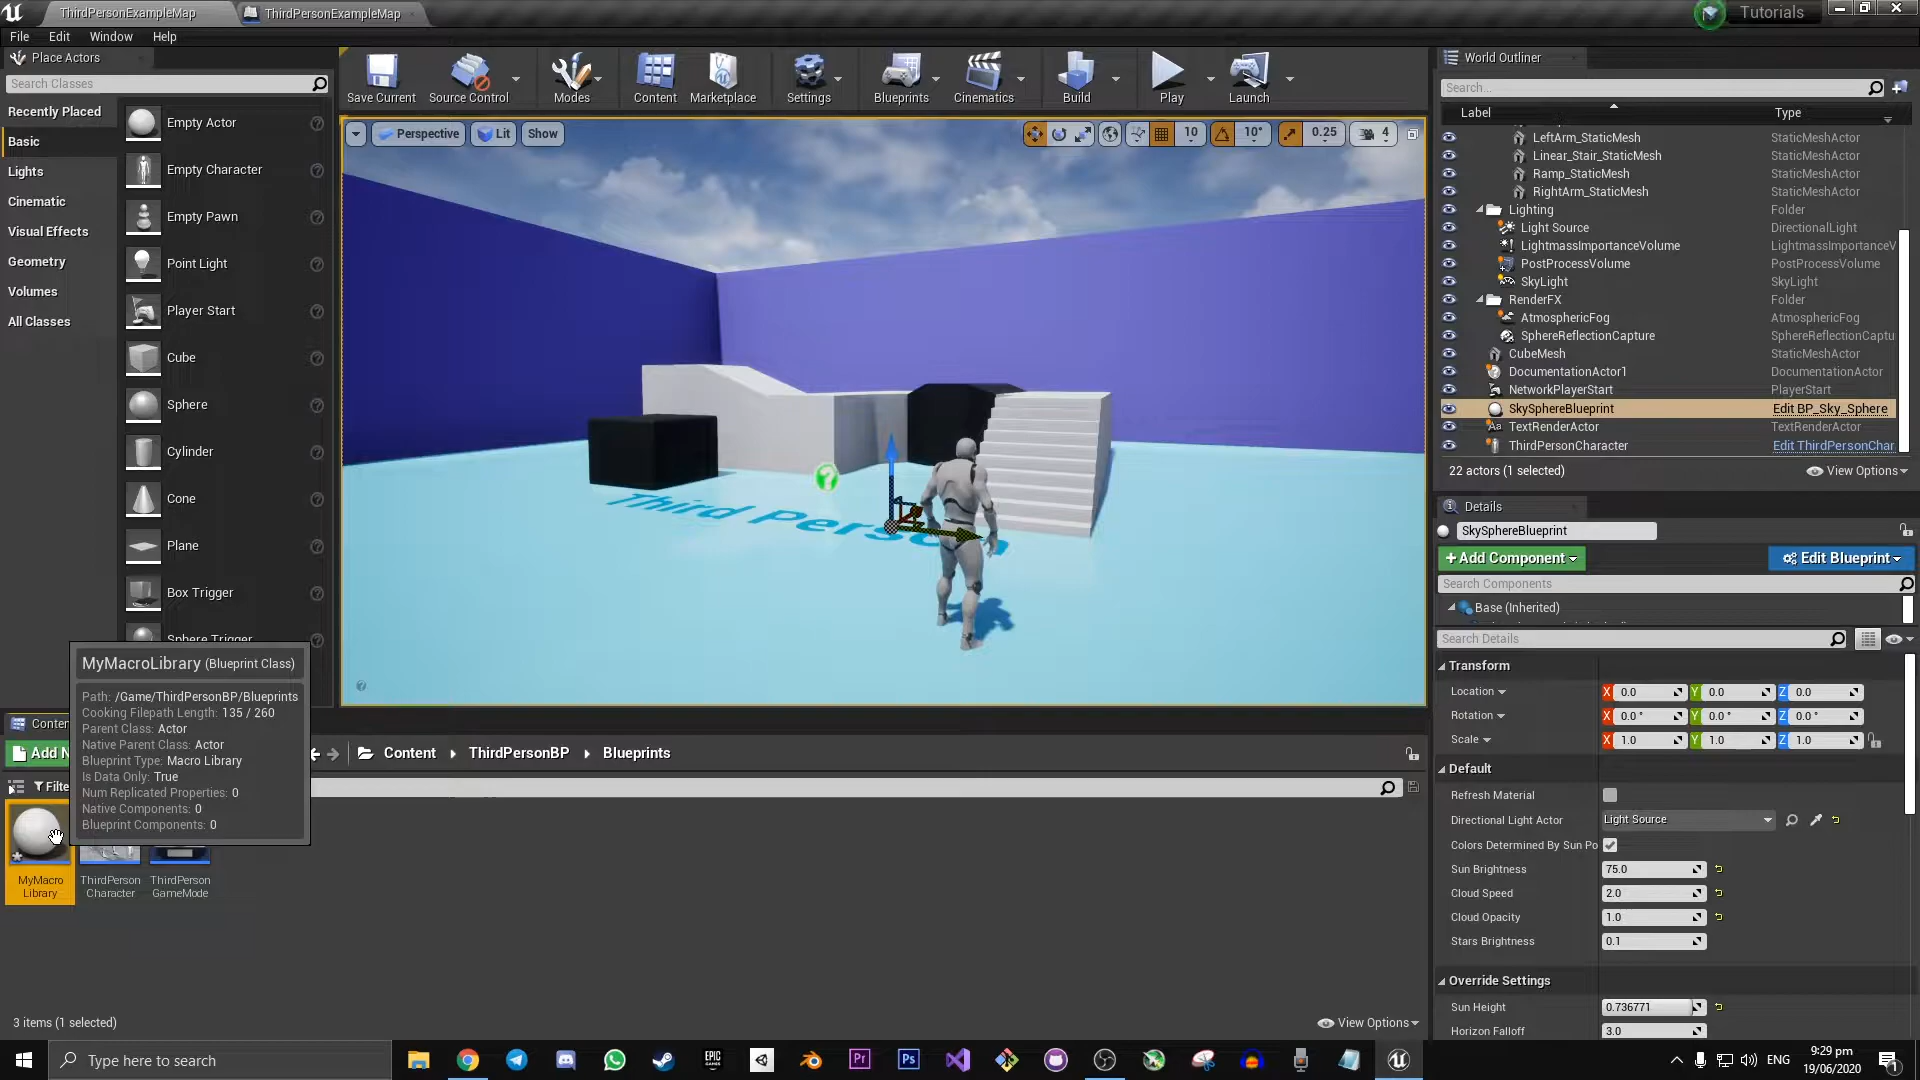 ThirdPersonExampleMap
ThirdPersonExampleMap
Tutorials
File Edit Window Help
Place Actors
Search Classes
Recently Placed
Basic
Lights
Cinematic
Visual Effects
Geometry
Volumes
All Classes
Empty Actor
Empty Character
Empty Pawn
Point Light
Player Start
Cube
Sphere
Cylinder
Cone
Plane
Box Trigger
Sphere Trigger
Save Current
Source Control
Modes
Content
Marketplace
Settings
Blueprints
Cinematics
Build
Play
Launch
Perspective
Lit
Show
10
10°
0.25
4
Third Person
World Outliner
Search...
Label Type
LeftArm_StaticMesh StaticMeshActor
Linear_Stair_StaticMesh StaticMeshActor
Ramp_StaticMesh StaticMeshActor
RightArm_StaticMesh StaticMeshActor
Lighting Folder
Light Source DirectionalLight
LightmassImportanceVolume LightmassImportanceV
PostProcessVolume PostProcessVolume
SkyLight SkyLight
RenderFX Folder
AtmosphericFog AtmosphericFog
SphereReflectionCapture SphereReflectionCaptu
CubeMesh StaticMeshActor
DocumentationActor1 DocumentationActor
NetworkPlayerStart PlayerStart
SkySphereBlueprint Edit BP_Sky_Sphere
TextRenderActor TextRenderActor
ThirdPersonCharacter Edit ThirdPersonChar
22 actors (1 selected) View Options
Details
SkySphereBlueprint
+Add Component Edit Blueprint
Search Components
Base (Inherited)
Search Details
Transform
Location X 0.0 Y 0.0 Z 0.0
Rotation X 0.0° Y 0.0° Z 0.0°
Scale X 1.0 Y 1.0 Z 1.0
Default
Refresh Material
Directional Light Actor Light Source
Colors Determined By Sun Po
Sun Brightness 75.0
Cloud Speed 2.0
Cloud Opacity 1.0
Stars Brightness 0.1
Override Settings
Sun Height 0.736771
Horizon Falloff 3.0
MyMacroLibrary (Blueprint Class)
Path: /Game/ThirdPersonBP/Blueprints
Cooking Filepath Length: 135 / 260
Parent Class: Actor
Native Parent Class: Actor
Blueprint Type: Macro Library
Is Data Only: True
Num Replicated Properties: 0
Native Components: 0
Blueprint Components: 0
Conten
Add N
Content ThirdPersonBP Blueprints
Filte
MyMacro
Library
ThirdPerson
Character
ThirdPerson
GameMode
3 items (1 selected)
View Options
Type here to search
EPIC
GAMES
Pr
Ps
ENG
9:29 pm
19/06/2020
1